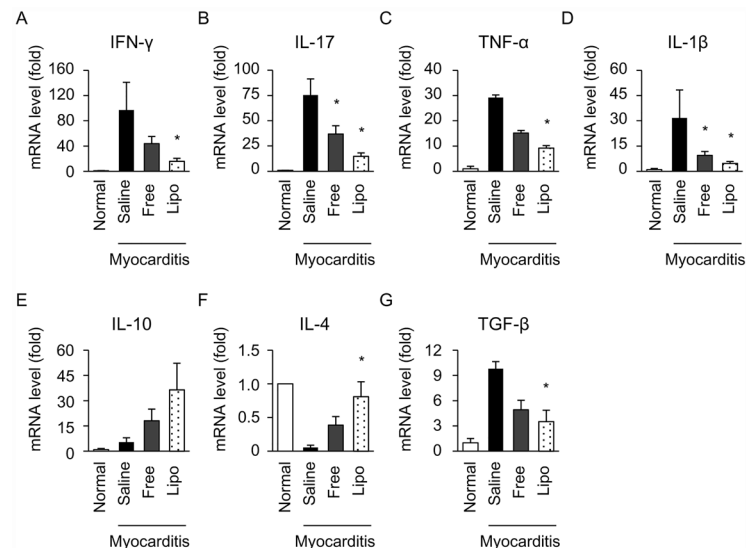 A
IFN-γ
mRNA level (fold)
160
120
80
40
0
Normal
Saline
Free
Lipo
*
Myocarditis
B
IL-17
mRNA level (fold)
100
75
50
25
0
Normal
Saline
Free
Lipo
*
*
Myocarditis
C
TNF-α
mRNA level (fold)
40
30
20
10
0
Normal
Saline
Free
Lipo
*
Myocarditis
D
IL-1β
mRNA level (fold)
60
45
30
15
0
Normal
Saline
Free
Lipo
*
*
Myocarditis
E
IL-10
mRNA level (fold)
60
45
30
15
0
Normal
Saline
Free
Lipo
Myocarditis
F
IL-4
mRNA level (fold)
1.5
1.0
0.5
0
Normal
Saline
Free
Lipo
*
Myocarditis
G
TGF-β
mRNA level (fold)
12
9
6
3
0
Normal
Saline
Free
Lipo
*
Myocarditis